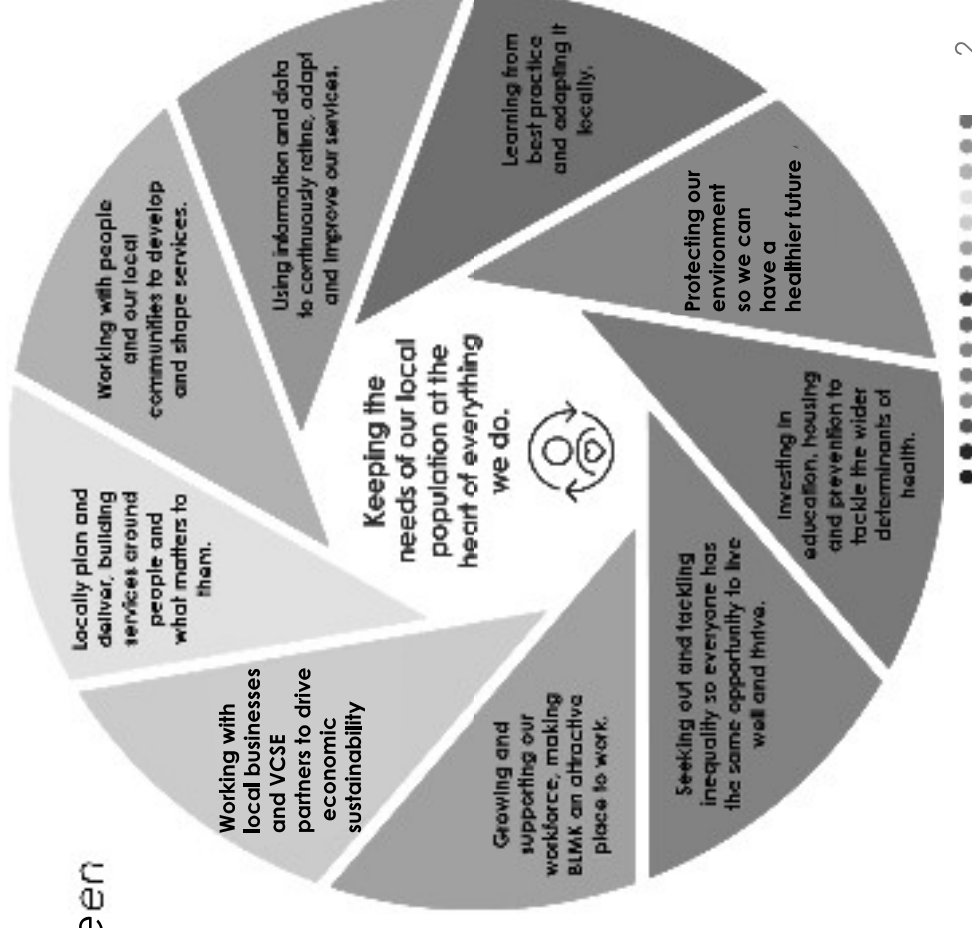 Keeping the
needs of our local
population at the
heart of everything
we do.
Learning from
best practice
and adapting it
locally.
Protecting our
environment
so we can
have a
healthier future
Investing in
education, housing
and prevention to
tackle the wider
determinants of
health.
Seeking out and tackling
inequality so everyone has
the same opportunity to live
well and thrive.
Growing and
supporting our
workforce, making
BLMK an attractive
place to work.
Working with
local businesses
and VCSE
partners to drive
economic
sustainability
Locally plan and
deliver, building
services around
people and
what matters to
them.
Working with people
and our local
communities to develop
and shape services.
Using information and data
to continuously refine, adapt
and improve our services.
een
2